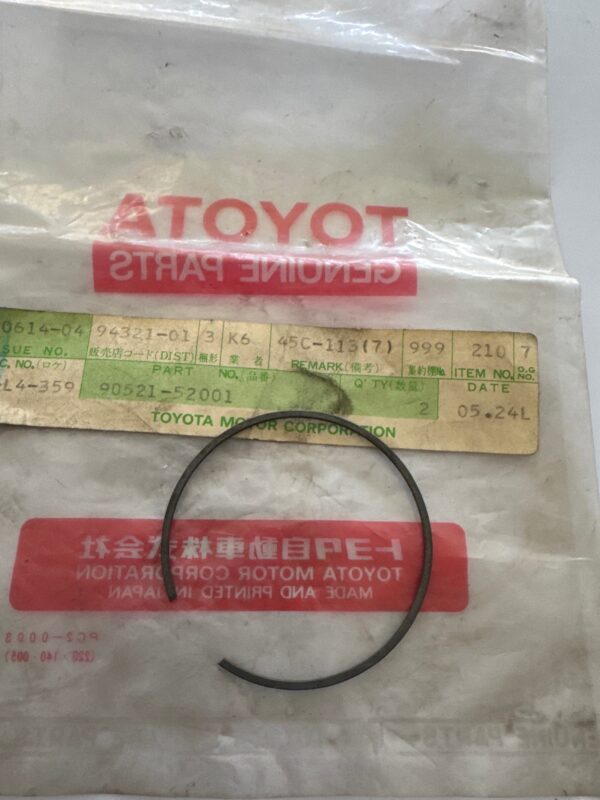 TOYOTA
GENUINE PARTS
0614-04 94321-01 3 K6 45C-113(7) 999 210 7
SUE NO. 販売店コード(DIST) 業者 REMARK(備考) ITEM NO.
C. NO.(ロケ) PART NO.(品番) Q'TY(数量) DATE
L4-359 90521-52001 2 05.24L
TOYOTA MOTOR CORPORATION
トヨタ自動車株式会社
TOYOTA MOTOR CORPORATION
MADE AND PRINTED IN JAPAN
PC2-0003
GENUINE PARTS